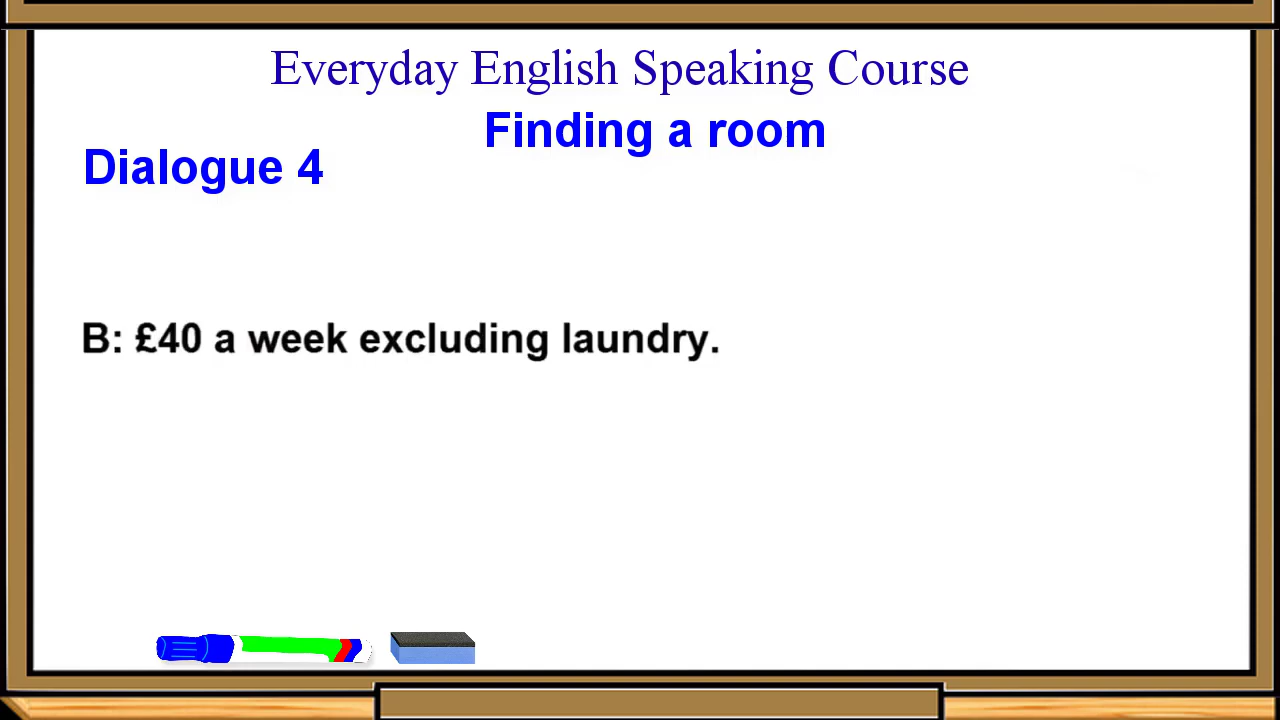 Everyday English Speaking Course
Finding a room
Dialogue 4
B: £40 a week excluding laundry.